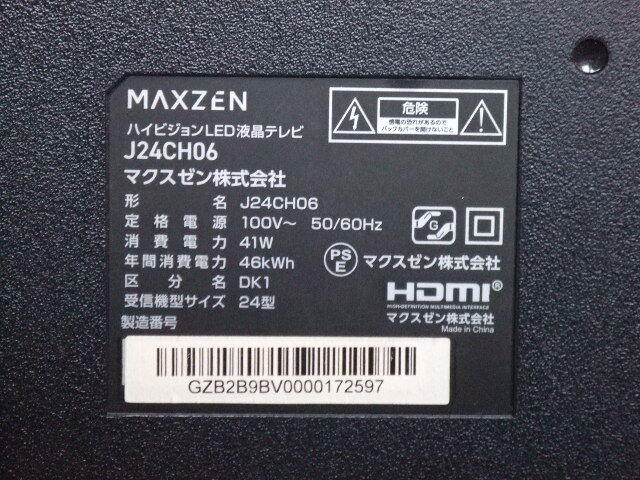 MAXZEN
ハイビジョンLED液晶テレビ
J24CH06
マクスゼン株式会社
形 名 J24CH06
定格電源 100V～ 50/60Hz
消費電力 41W
年間消費電力 46kWh
区分名 DK1
受信機型サイズ 24型
製造番号
GZB2B9BV0000172597
危険
感電の恐れがあるので
バックカバーを開けないこと
G
PS
E
マクスゼン株式会社
HDMI®
HIGH-DEFINITION MULTIMEDIA INTERFACE
マクスゼン株式会社
Made in China